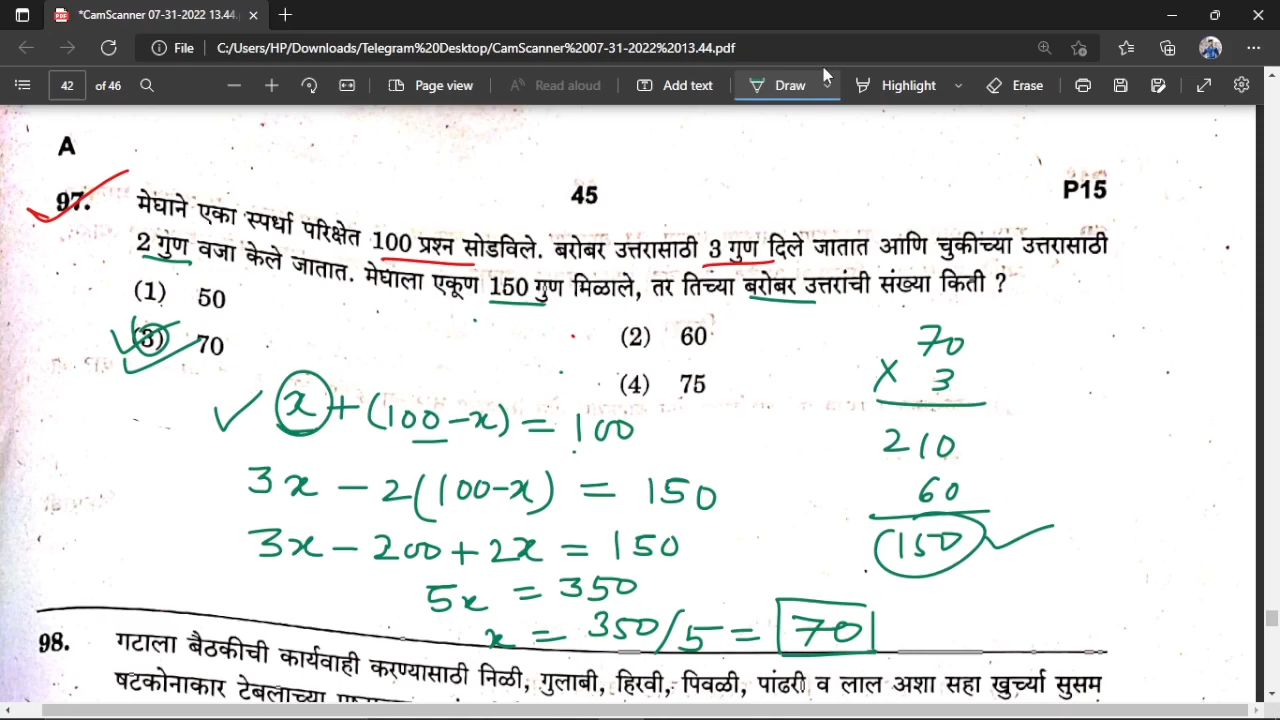 *CamScanner 07-31-2022 13.44.
File C:/Users/HP/Downloads/Telegram%20Desktop/CamScanner%2007-31-2022%2013.44.pdf
42 of 46 Page view Read aloud Add text Draw Highlight Erase
A
45 P15
97. मेघाने एका स्पर्धा परिक्षेत 100 प्रश्न सोडविले. बरोबर उत्तरासाठी 3 गुण दिले जातात आणि चुकीच्या उत्तरासाठी
2 गुण वजा केले जातात. मेघाला एकूण 150 गुण मिळाले, तर तिच्या बरोबर उत्तरांची संख्या किती ?
(1) 50
(2) 60
(3) 70
(4) 75
x + (100-x) = 100
3x - 2(100-x) = 150
3x - 200 + 2x = 150
5x = 350
x = 350/5 = 70
70
× 3
210
60
150
98. गटाला बैठकीची कार्यवाही करण्यासाठी निळी, गुलाबी, हिरवी, पिवळी, पांढरी व लाल अशा सहा खुर्च्या सुसम
षटकोनाकार टेबलाच्या